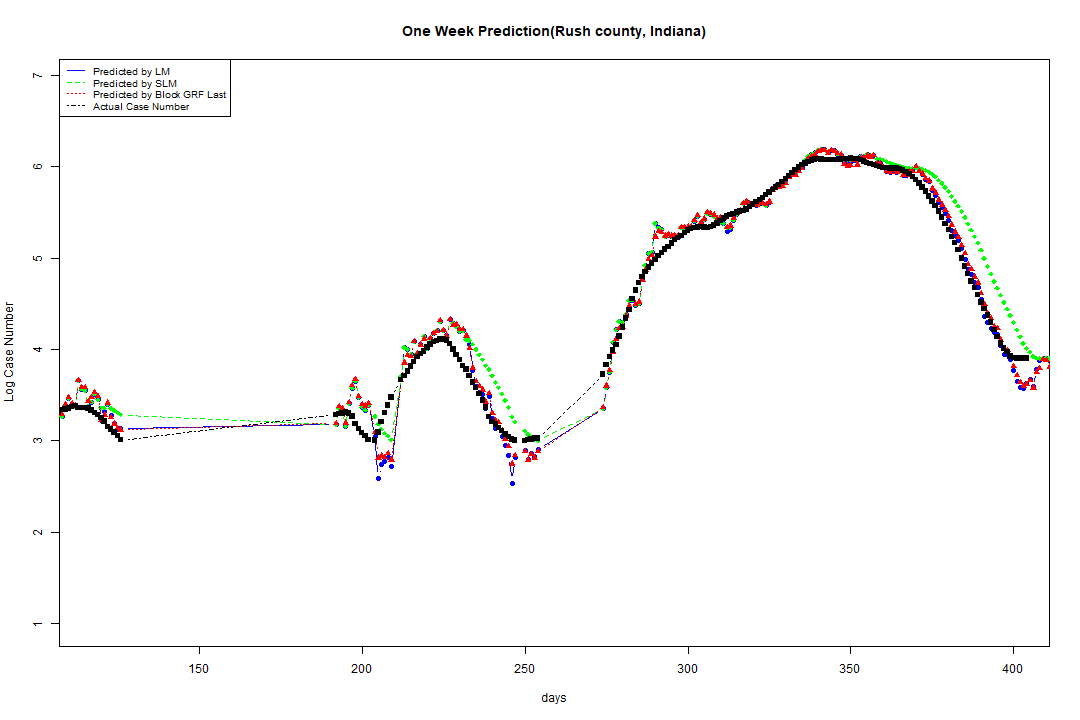 One Week Prediction(Rush county, Indiana)
Predicted by LM
Predicted by SLM
Predicted by Block GRF Last
Actual Case Number
7
6
5
4
3
2
1
Log Case Number
150 200 250 300 350 400
days